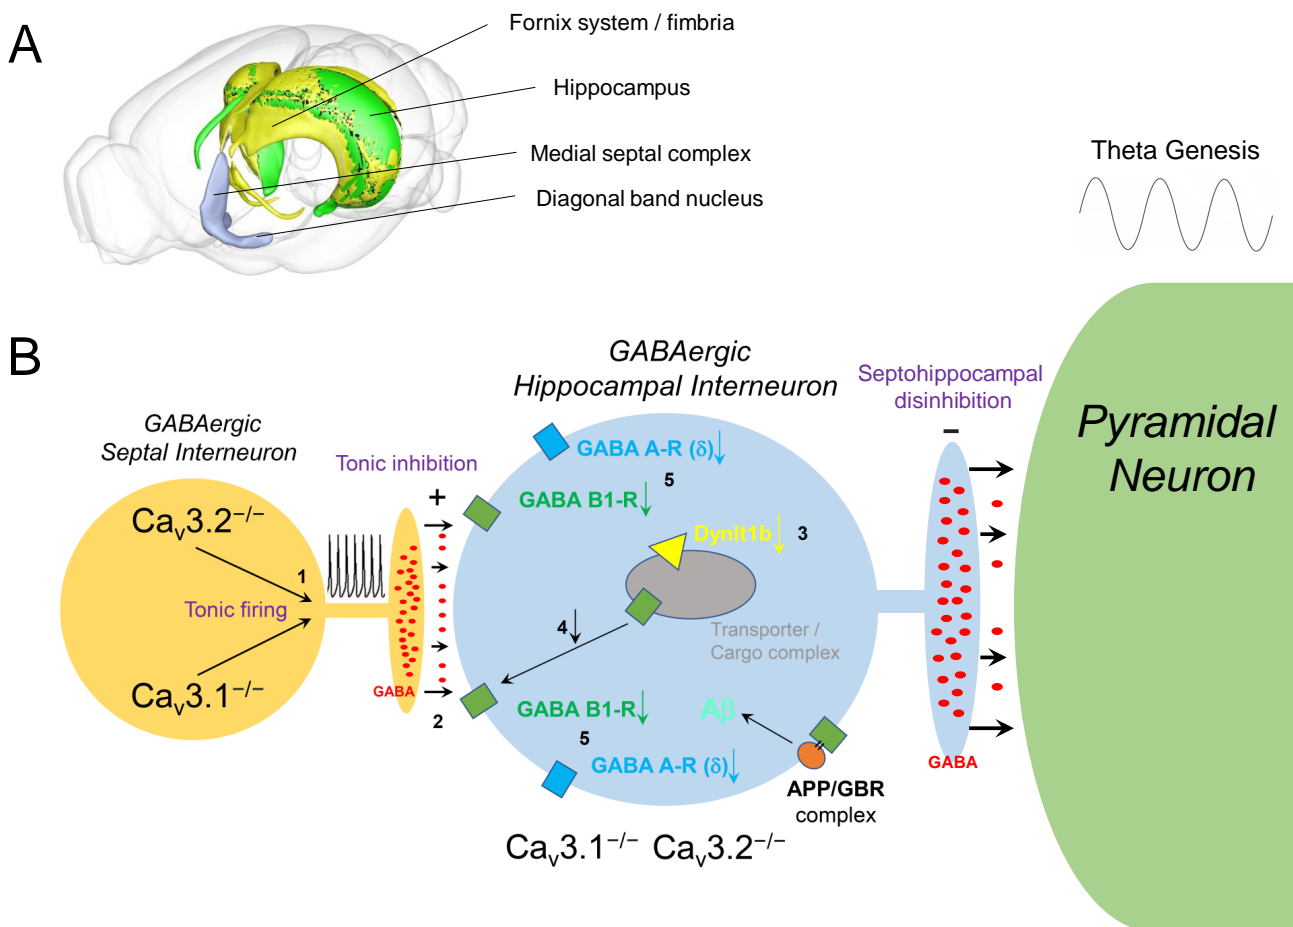 A
Fornix system / fimbria
Hippocampus
Medial septal complex
Diagonal band nucleus
Theta Genesis
B
GABAergic
Septal Interneuron
GABAergic
Hippocampal Interneuron
Septohippocampal
disinhibition
–
Pyramidal
Neuron
Tonic inhibition
+
Cav3.2−/−
1
Tonic firing
Cav3.1−/−
GABA
2
GABA A-R (δ)↓
5
GABA B1-R↓
Dynlt1b↓ 3
Transporter /
Cargo complex
4↓
GABA B1-R↓
5
GABA A-R (δ)↓
Aβ
APP/GBR
complex
GABA
Cav3.1−/− Cav3.2−/−